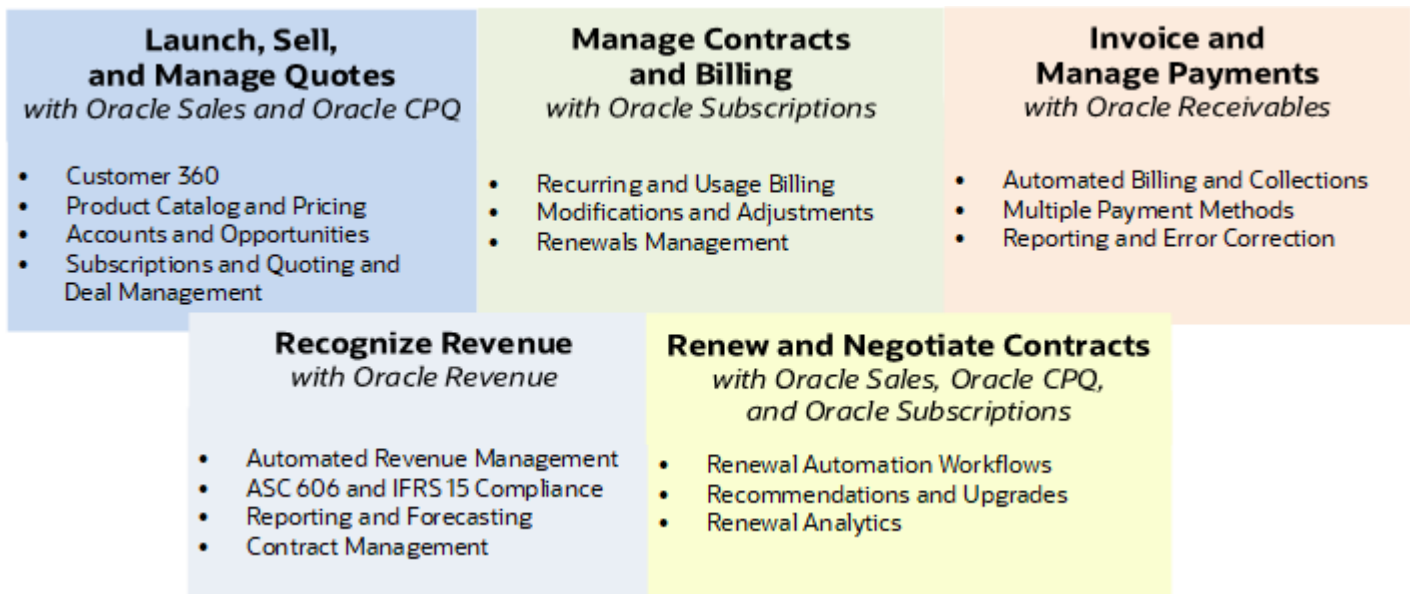 Launch, Sell,
and Manage Quotes
with Oracle Sales and Oracle CPQ
• Customer 360
• Product Catalog and Pricing
• Accounts and Opportunities
• Subscriptions and Quoting and
Deal Management
Manage Contracts
and Billing
with Oracle Subscriptions
• Recurring and Usage Billing
• Modifications and Adjustments
• Renewals Management
Invoice and
Manage Payments
with Oracle Receivables
• Automated Billing and Collections
• Multiple Payment Methods
• Reporting and Error Correction
Recognize Revenue
with Oracle Revenue
• Automated Revenue Management
• ASC 606 and IFRS 15 Compliance
• Reporting and Forecasting
• Contract Management
Renew and Negotiate Contracts
with Oracle Sales, Oracle CPQ,
and Oracle Subscriptions
• Renewal Automation Workflows
• Recommendations and Upgrades
• Renewal Analytics